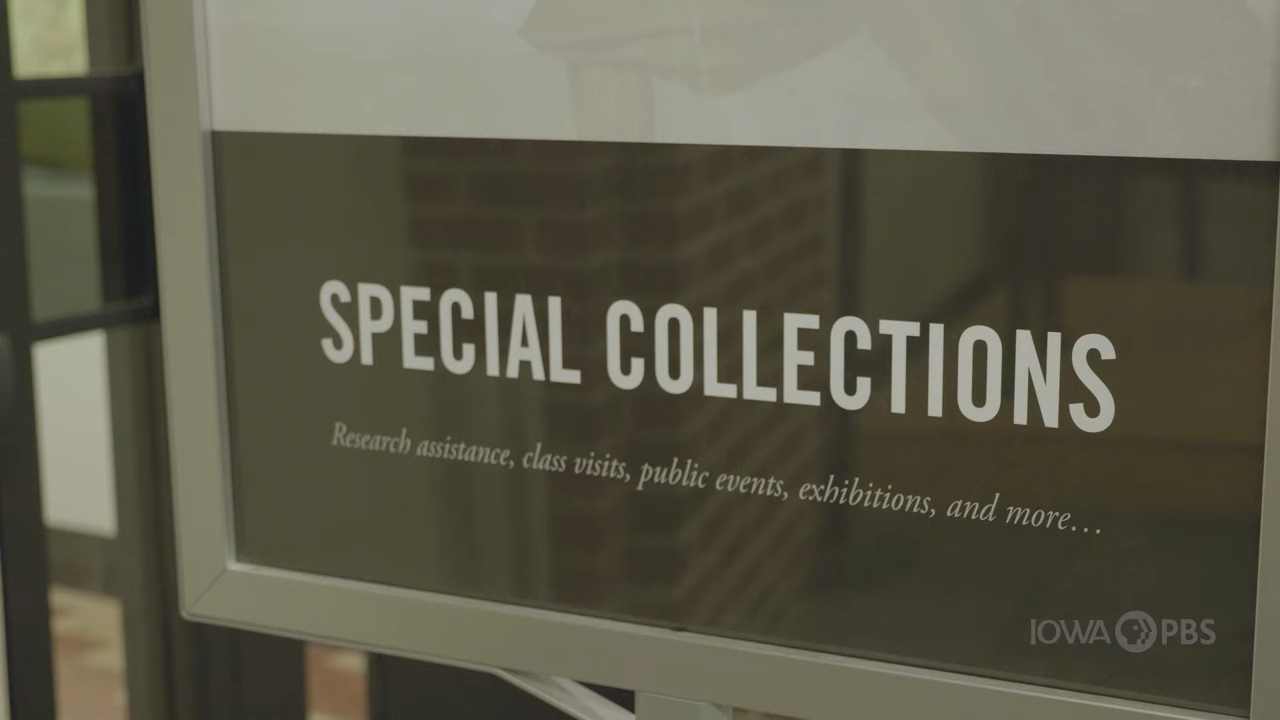 SPECIAL COLLECTIONS
Research assistance, class visits, public events, exhibitions, and more...
IOWA PBS